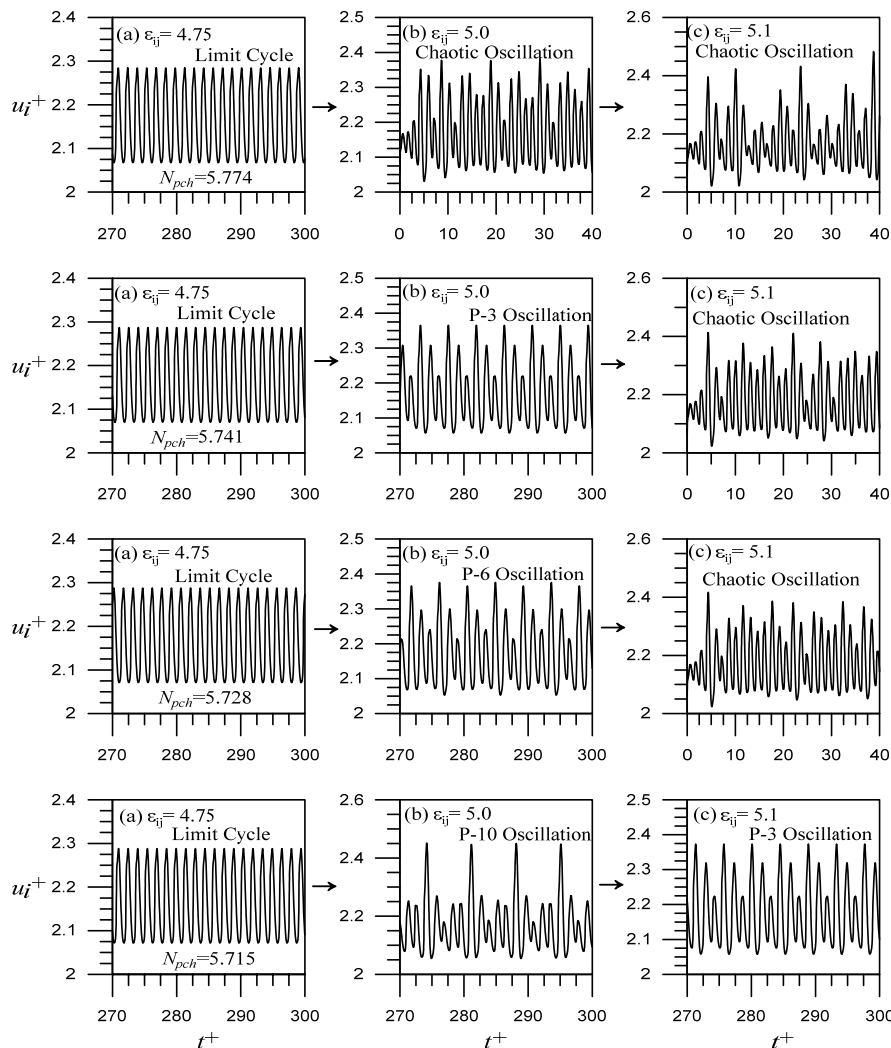 2.4
2.3
2.2
2.1
2
(a) εij= 4.75
Limit Cycle
Npch=5.774
ui+
270 280 290 300
2.5
2.4
2.3
2.2
2.1
2
(b) εij= 5.0
Chaotic Oscillation
0 10 20 30 40
2.6
2.4
2.2
2
(c) εij= 5.1
Chaotic Oscillation
0 10 20 30 40
2.4
2.3
2.2
2.1
2
(a) εij= 4.75
Limit Cycle
Npch=5.741
ui+
270 280 290 300
2.5
2.4
2.3
2.2
2.1
2
(b) εij= 5.0
P-3 Oscillation
270 280 290 300
2.6
2.4
2.2
2
(c) εij= 5.1
Chaotic Oscillation
0 10 20 30 40
2.4
2.3
2.2
2.1
2
(a) εij= 4.75
Limit Cycle
Npch=5.728
ui+
270 280 290 300
2.5
2.4
2.3
2.2
2.1
2
(b) εij= 5.0
P-6 Oscillation
270 280 290 300
2.6
2.4
2.2
2
(c) εij= 5.1
Chaotic Oscillation
0 10 20 30 40
2.4
2.3
2.2
2.1
2
(a) εij= 4.75
Limit Cycle
Npch=5.715
ui+
270 280 290 300
t+
2.6
2.4
2.2
2
(b) εij= 5.0
P-10 Oscillation
270 280 290 300
t+
2.5
2.4
2.3
2.2
2.1
2
(c) εij= 5.1
P-3 Oscillation
270 280 290 300
t+